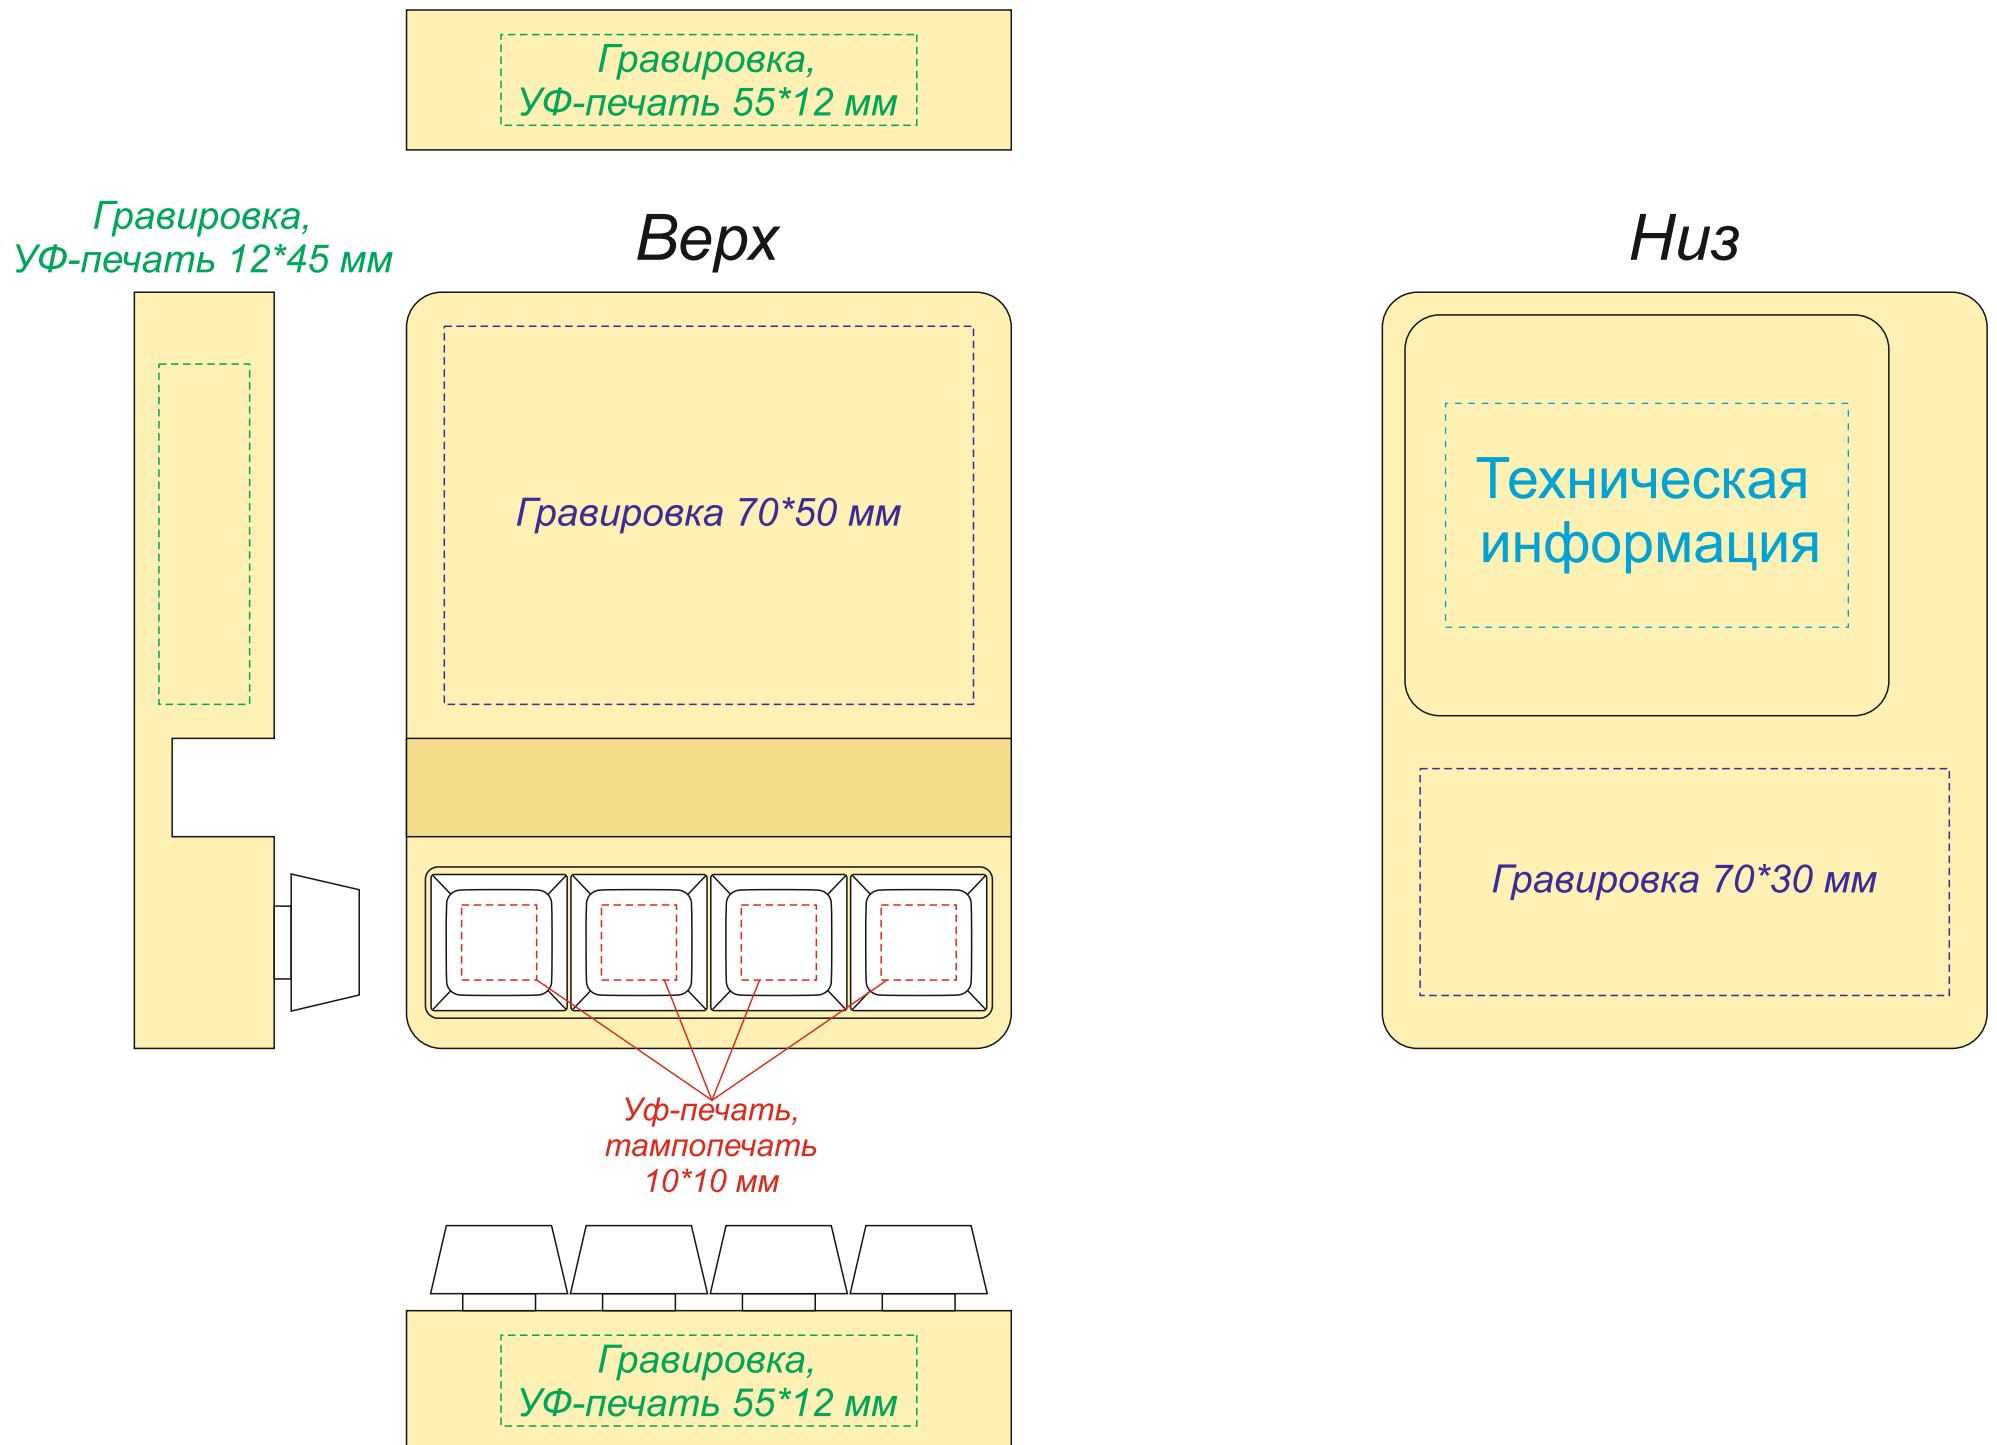 Гравировка,
УФ-печать 55*12 мм
Гравировка,
УФ-печать 12*45 мм
Верх
Низ
Гравировка 70*50 мм
Техническая
информация
Гравировка 70*30 мм
Уф-печать,
тампопечать
10*10 мм
Гравировка,
УФ-печать 55*12 мм